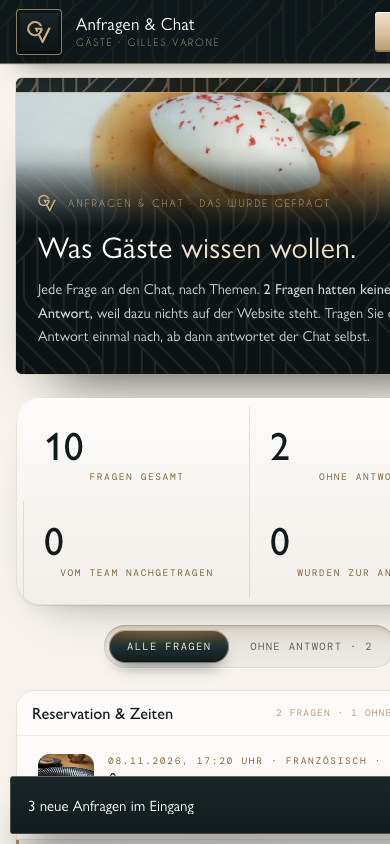 GV
Anfragen & Chat
GÄSTE · GILLES VARONE
GV ANFRAGEN & CHAT · DAS WURDE GEFRAGT
Was Gäste wissen wollen.
Jede Frage an den Chat, nach Themen. 2 Fragen hatten keine
Antwort, weil dazu nichts auf der Website steht. Tragen Sie
Antwort einmal nach, ab dann antwortet der Chat selbst.
10
FRAGEN GESAMT
2
OHNE ANTWO
0
VOM TEAM NACHGETRAGEN
0
WURDEN ZUR AN
ALLE FRAGEN
OHNE ANTWORT · 2
Reservation & Zeiten
2 FRAGEN · 1 OHNE
08.11.2026, 17:20 UHR · FRANZÖSISCH ·
3 neue Anfragen im Eingang